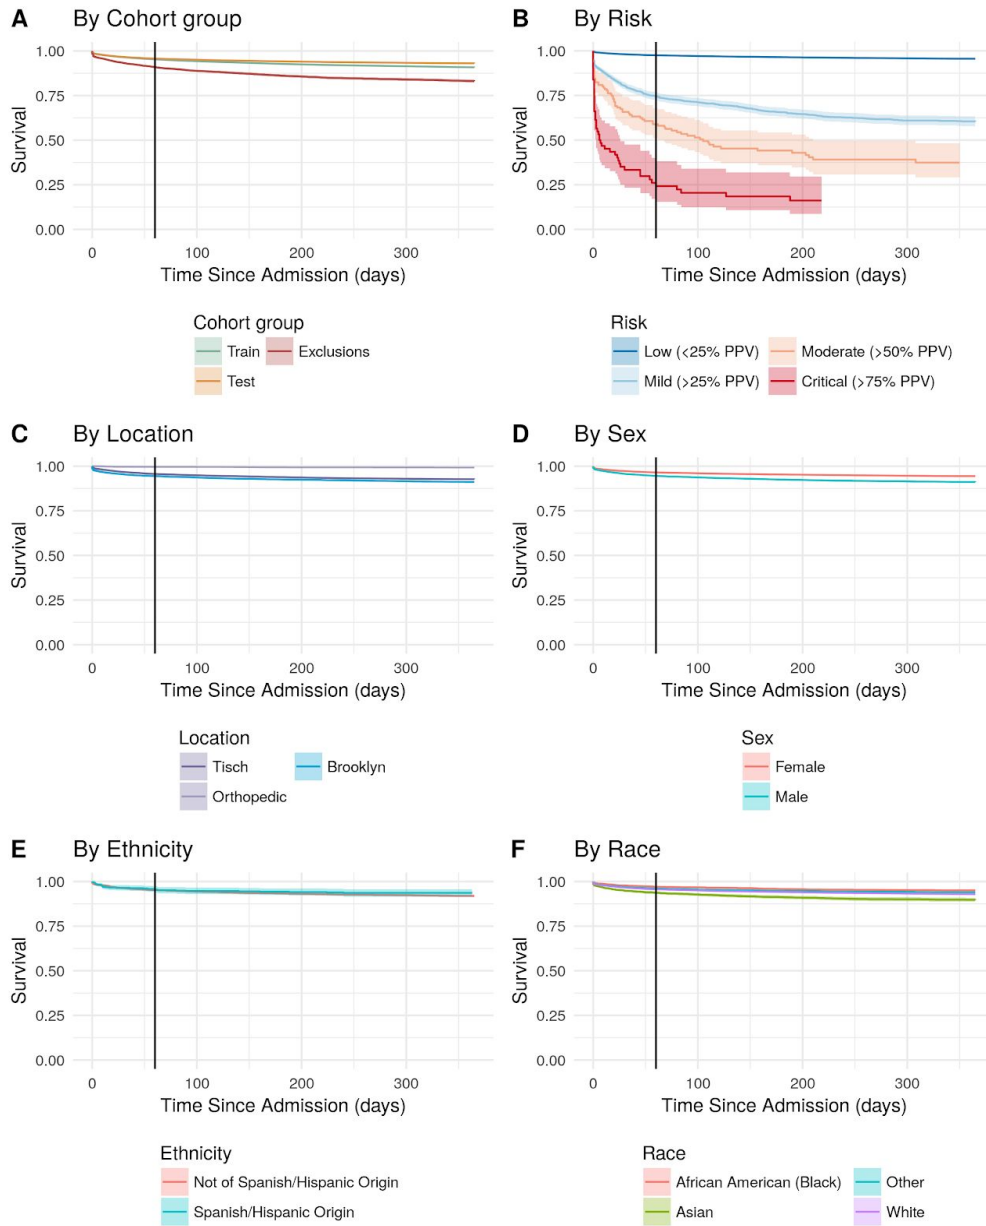 A By Cohort group
1.00
0.75
0.50
0.25
0.00
Survival
0 100 200 300
Time Since Admission (days)
Cohort group
Train Exclusions
Test
B By Risk
1.00
0.75
0.50
0.25
0.00
Survival
0 100 200 300
Time Since Admission (days)
Risk
Low (<25% PPV) Moderate (>50% PPV)
Mild (>25% PPV) Critical (>75% PPV)
C By Location
1.00
0.75
0.50
0.25
0.00
Survival
0 100 200 300
Time Since Admission (days)
Location
Tisch Brooklyn
Orthopedic
D By Sex
1.00
0.75
0.50
0.25
0.00
Survival
0 100 200 300
Time Since Admission (days)
Sex
Female
Male
E By Ethnicity
1.00
0.75
0.50
0.25
0.00
Survival
0 100 200 300
Time Since Admission (days)
Ethnicity
Not of Spanish/Hispanic Origin
Spanish/Hispanic Origin
F By Race
1.00
0.75
0.50
0.25
0.00
Survival
0 100 200 300
Time Since Admission (days)
Race
African American (Black) Other
Asian White